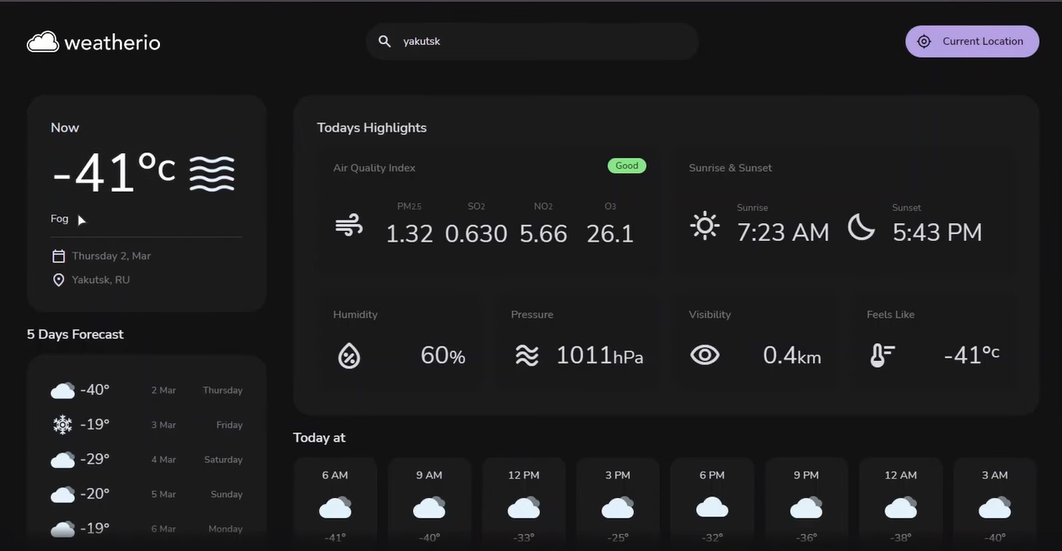 weatherio
yakutsk
Current Location
Now
-41°c
Fog
Thursday 2, Mar
Yakutsk, RU
5 Days Forecast
-40° 2 Mar Thursday
-19° 3 Mar Friday
-29° 4 Mar Saturday
-20° 5 Mar Sunday
-19° 6 Mar Monday
Todays Highlights
Air Quality Index
Good
PM2.5 SO2 NO2 O3
1.32 0.630 5.66 26.1
Sunrise & Sunset
Sunrise
7:23 AM
Sunset
5:43 PM
Humidity
60%
Pressure
1011hPa
Visibility
0.4km
Feels Like
-41°c
Today at
6 AM 9 AM 12 PM 3 PM 6 PM 9 PM 12 AM 3 AM
-41° -40° -33° -25° -32° -36° -38° -40°